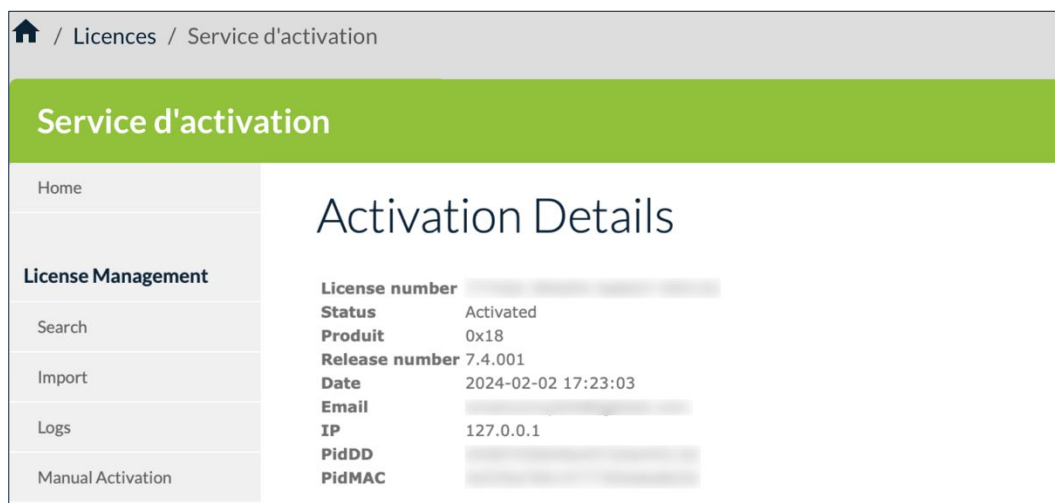 / Licences / Service d'activation
Service d'activation
Home
License Management
Search
Import
Logs
Manual Activation
Activation Details
License number
Status Activated
Produit 0x18
Release number 7.4.001
Date 2024-02-02 17:23:03
Email
IP 127.0.0.1
PidDD
PidMAC